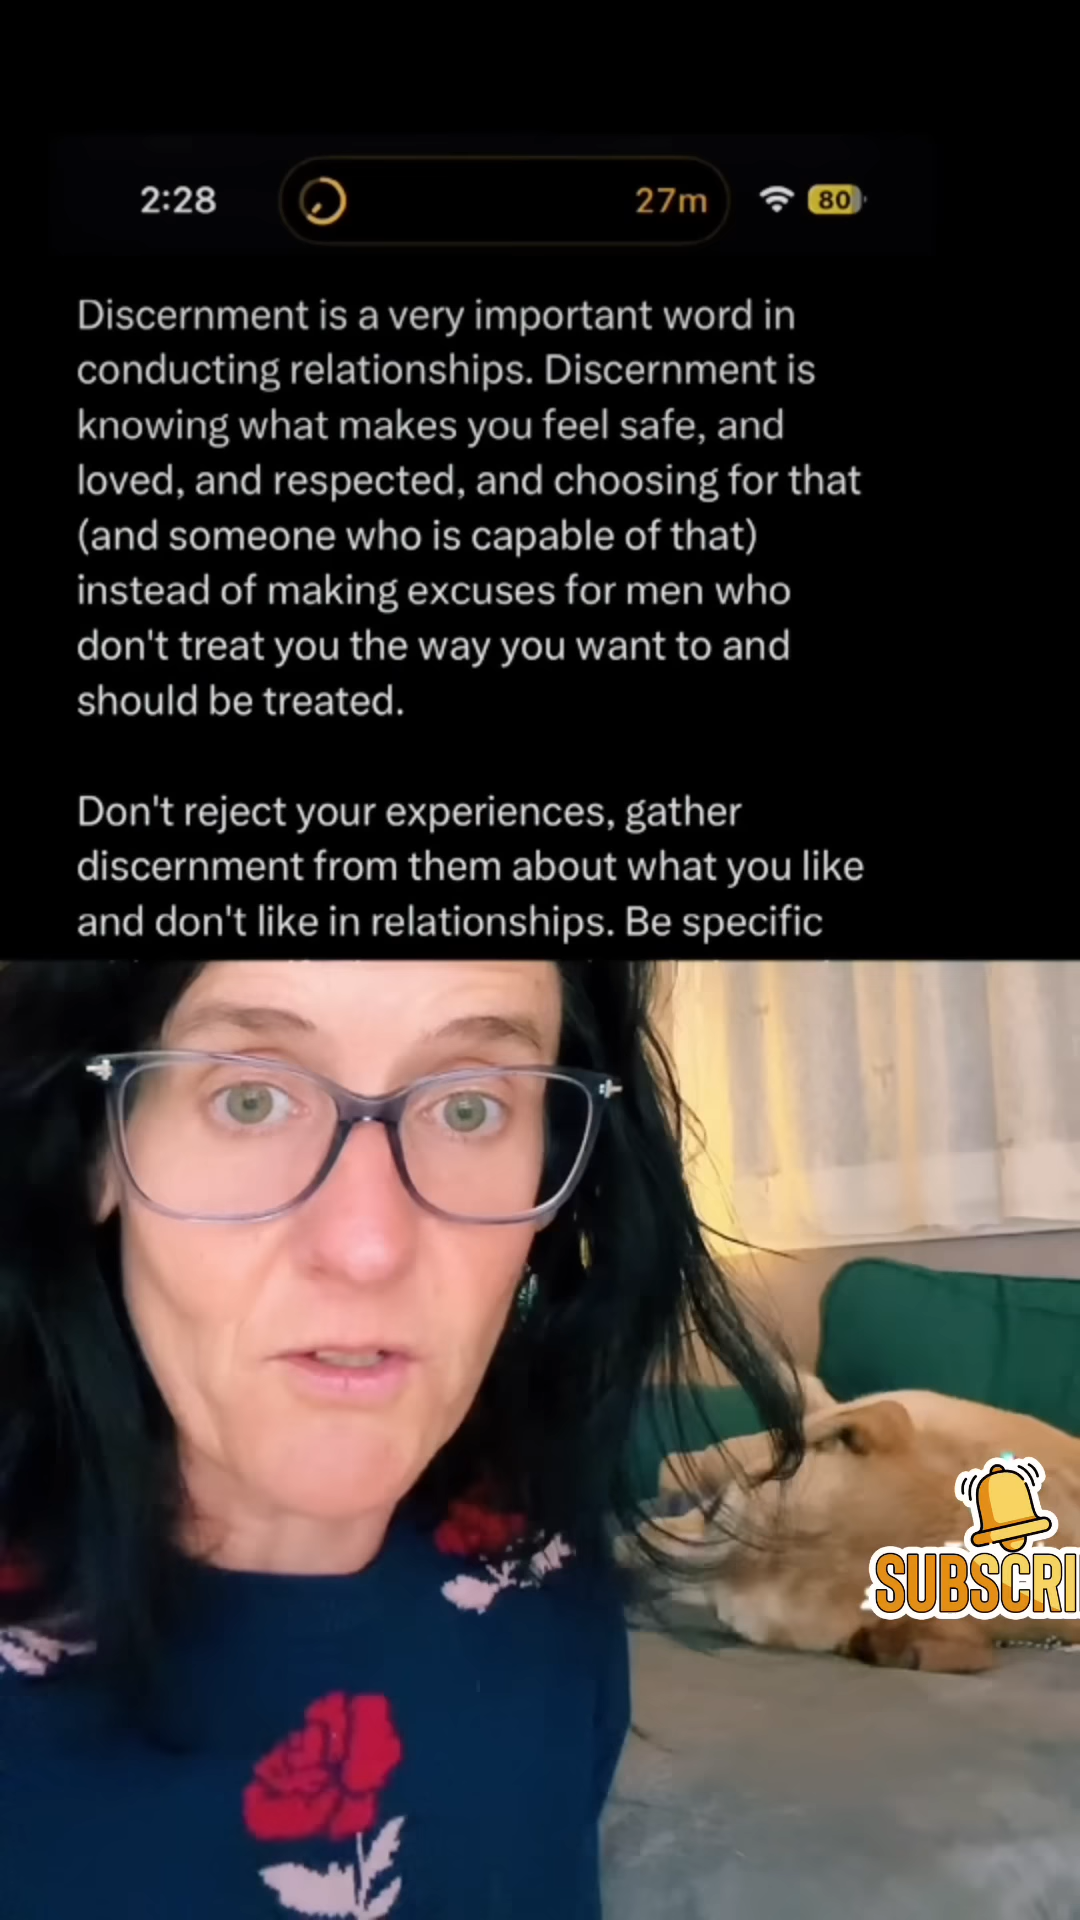 2:28
27m
80
Discernment is a very important word in
conducting relationships. Discernment is
knowing what makes you feel safe, and
loved, and respected, and choosing for that
(and someone who is capable of that)
instead of making excuses for men who
don't treat you the way you want to and
should be treated.
Don't reject your experiences, gather
discernment from them about what you like
and don't like in relationships. Be specific
SUBSCRI